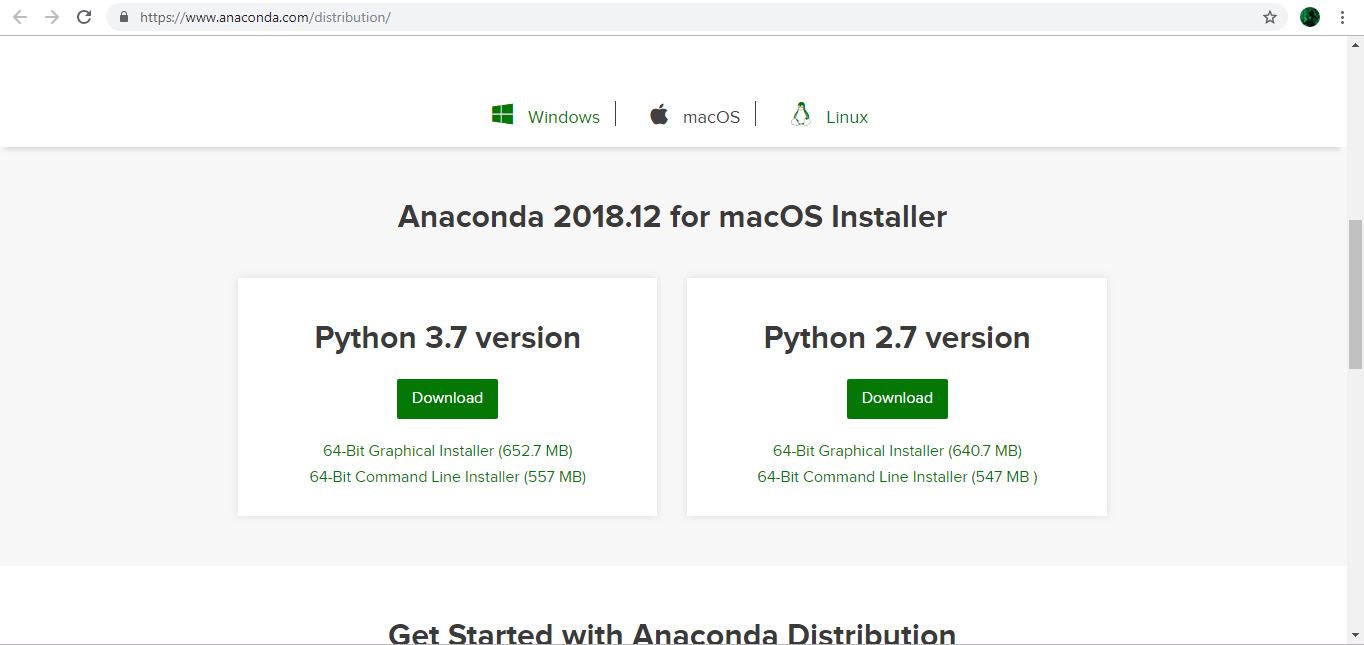 https://www.anaconda.com/distribution/
Windows macOS Linux
Anaconda 2018.12 for macOS Installer
Python 3.7 version
Download
64-Bit Graphical Installer (652.7 MB)
64-Bit Command Line Installer (557 MB)
Python 2.7 version
Download
64-Bit Graphical Installer (640.7 MB)
64-Bit Command Line Installer (547 MB )
Get Started with Anaconda Distribution